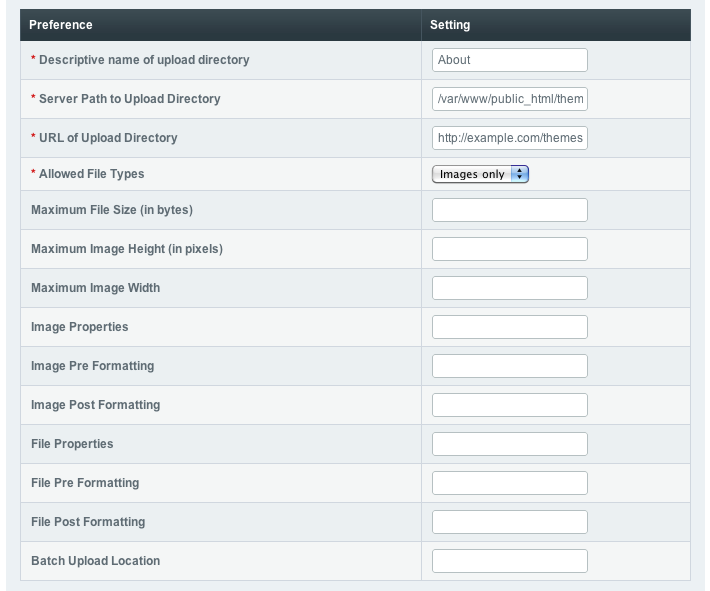 Preference Setting
* Descriptive name of upload directory About
* Server Path to Upload Directory /var/www/public_html/them
* URL of Upload Directory http://example.com/themes
* Allowed File Types Images only
Maximum File Size (in bytes)
Maximum Image Height (in pixels)
Maximum Image Width
Image Properties
Image Pre Formatting
Image Post Formatting
File Properties
File Pre Formatting
File Post Formatting
Batch Upload Location